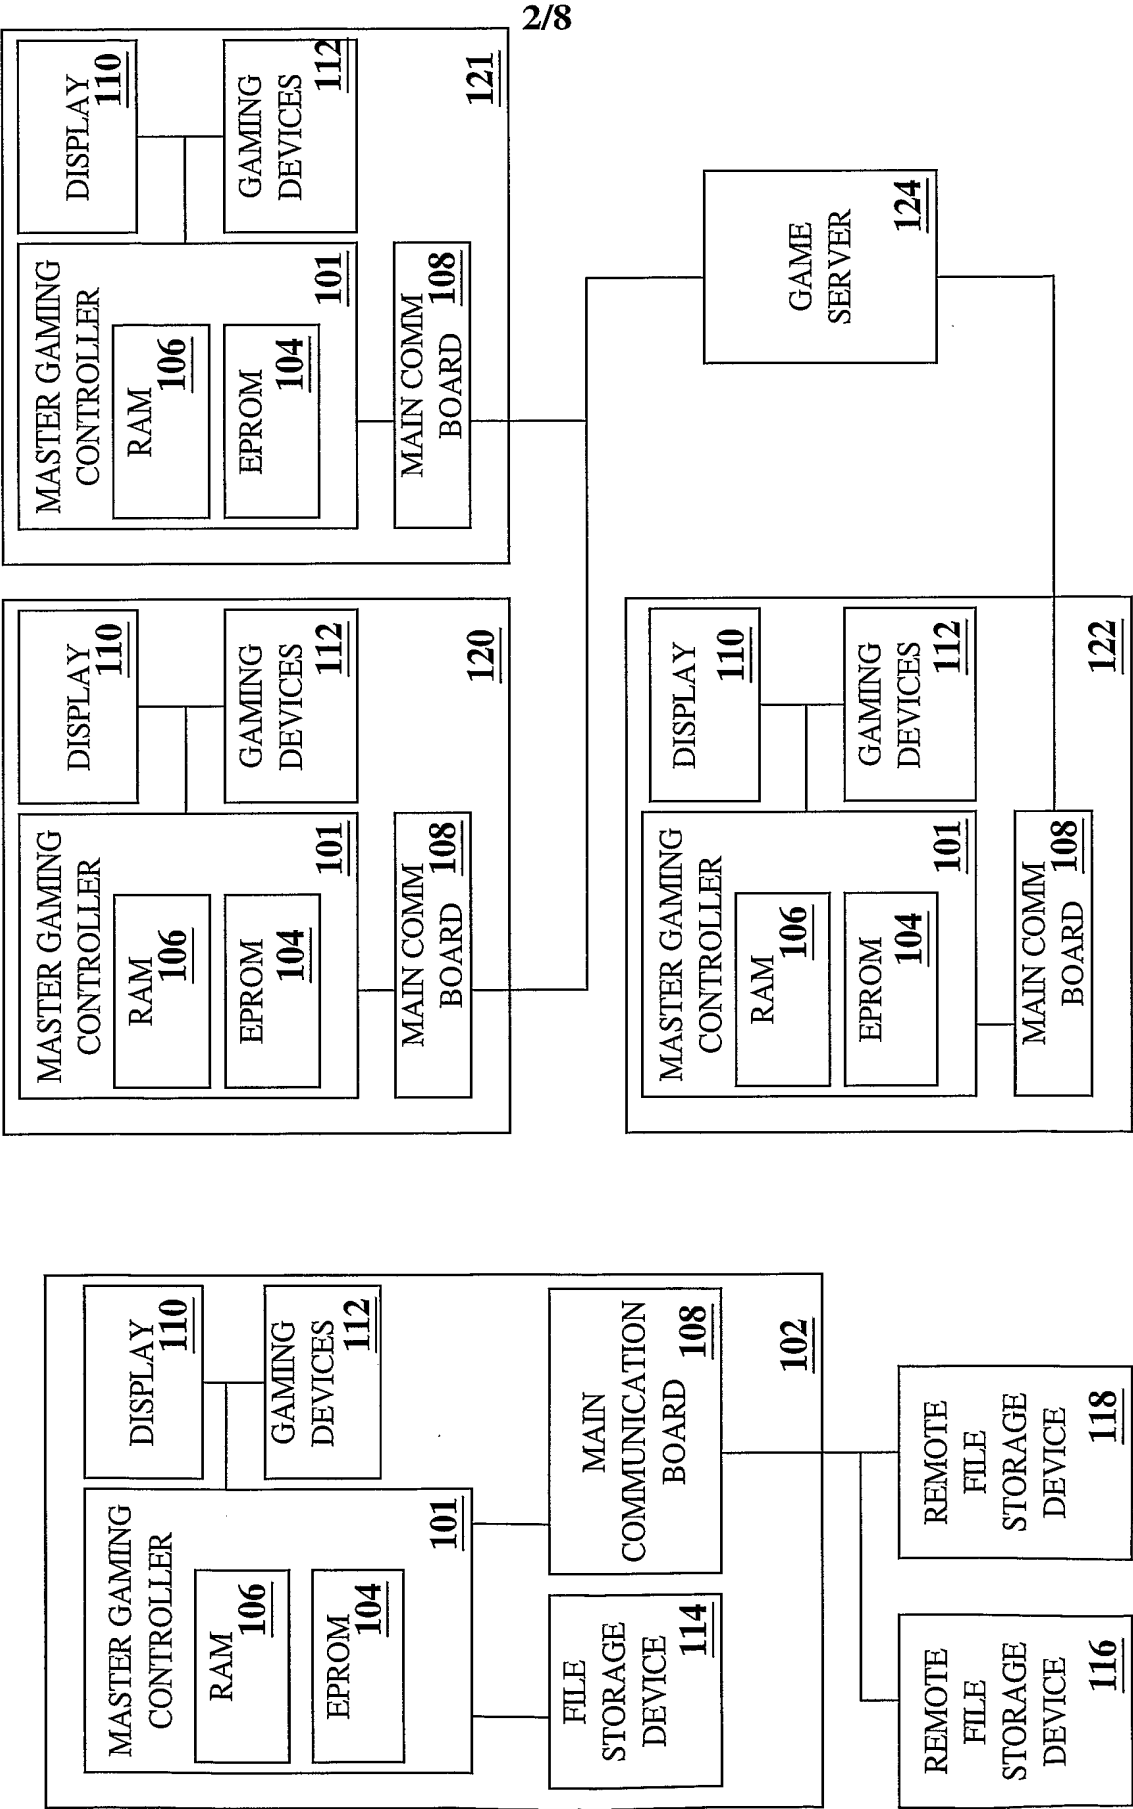 2/8
MASTER GAMING
CONTROLLER
RAM
106
EPROM
104
101
DISPLAY
110
GAMING
DEVICES
112
FILE
STORAGE
DEVICE
114
MAIN
COMMUNICATION
BOARD
108
102
REMOTE
FILE
STORAGE
DEVICE
116
REMOTE
FILE
STORAGE
DEVICE
118
MASTER GAMING
CONTROLLER
RAM
106
EPROM
104
101
DISPLAY
110
GAMING
DEVICES
112
MAIN COMM
BOARD
108
120
MASTER GAMING
CONTROLLER
RAM
106
EPROM
104
101
DISPLAY
110
GAMING
DEVICES
112
MAIN COMM
BOARD
108
121
MASTER GAMING
CONTROLLER
RAM
106
EPROM
104
101
DISPLAY
110
GAMING
DEVICES
112
MAIN COMM
BOARD
108
122
GAME
SERVER
124